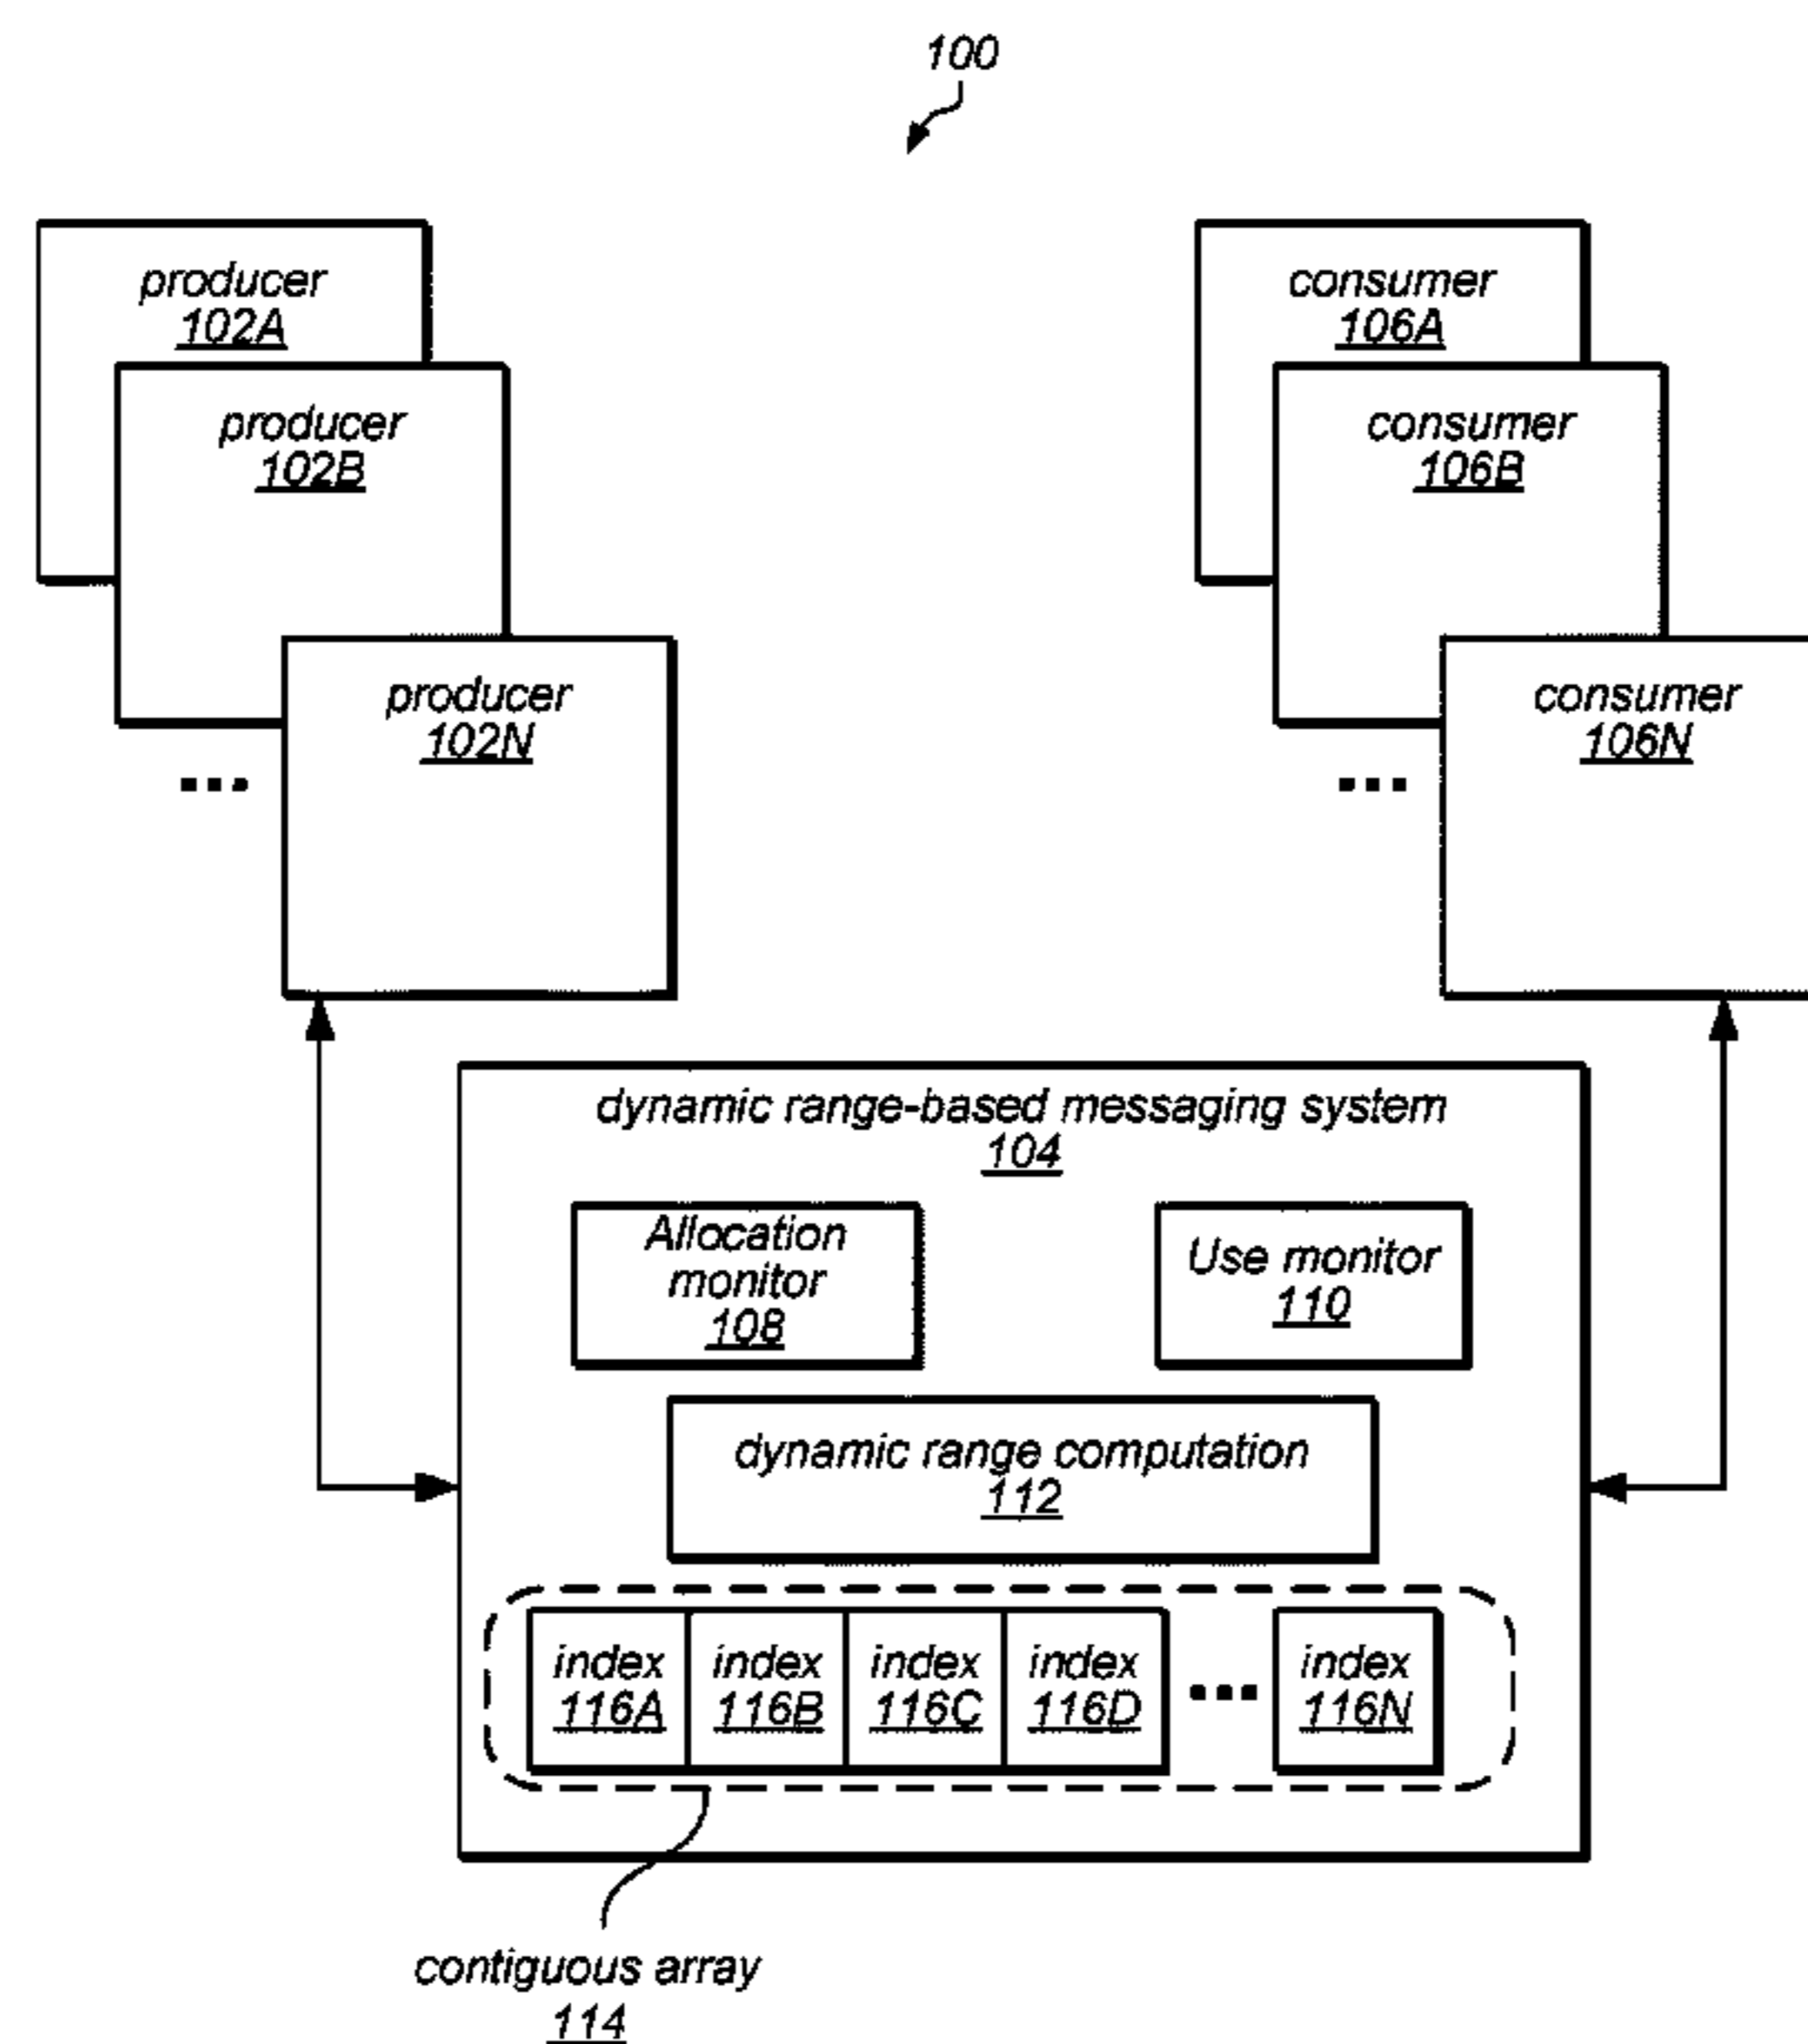 100
producer
102A
producer
102B
producer
102N
...
consumer
106A
consumer
106B
consumer
106N
...
dynamic range-based messaging system
104
Allocation
monitor
108
Use monitor
110
dynamic range computation
112
index
116A
index
116B
index
116C
index
116D
...
index
116N
contiguous array
114